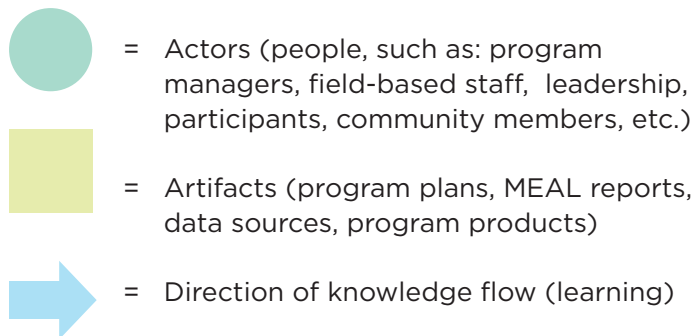 = Actors (people, such as: program
managers, field-based staff, leadership,
participants, community members, etc.)
= Artifacts (program plans, MEAL reports,
data sources, program products)
= Direction of knowledge flow (learning)